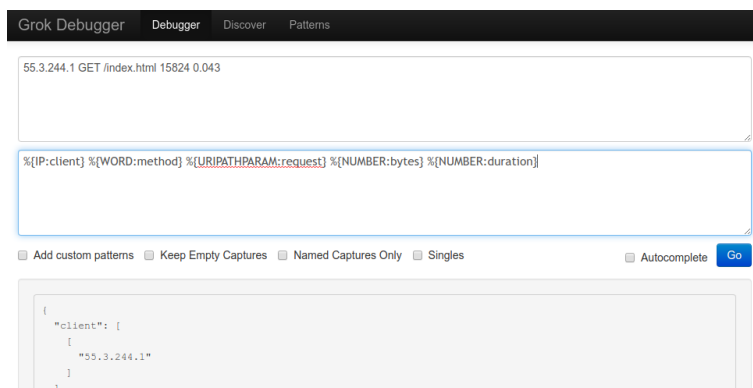 Grok Debugger Debugger Discover Patterns
55.3.244.1 GET /index.html 15824 0.043
%{IP:client} %{WORD:method} %{URIPATHPARAM:request} %{NUMBER:bytes} %{NUMBER:duration}
Add custom patterns Keep Empty Captures Named Captures Only Singles Autocomplete Go
{
"client": [
[
"55.3.244.1"
]
]